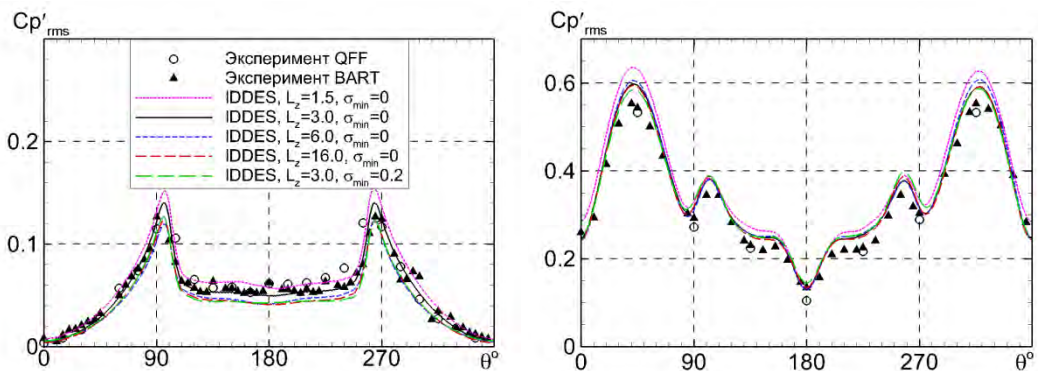 Cp′rms
0.2
0.1
0
0
90
180
270
θº
Эксперимент QFF
Эксперимент BART
IDDES, Lz=1.5, σmin=0
IDDES, Lz=3.0, σmin=0
IDDES, Lz=6.0, σmin=0
IDDES, Lz=16.0, σmin=0
IDDES, Lz=3.0, σmin=0.2
Cp′rms
0.6
0.4
0.2
0
0
90
180
270
θº